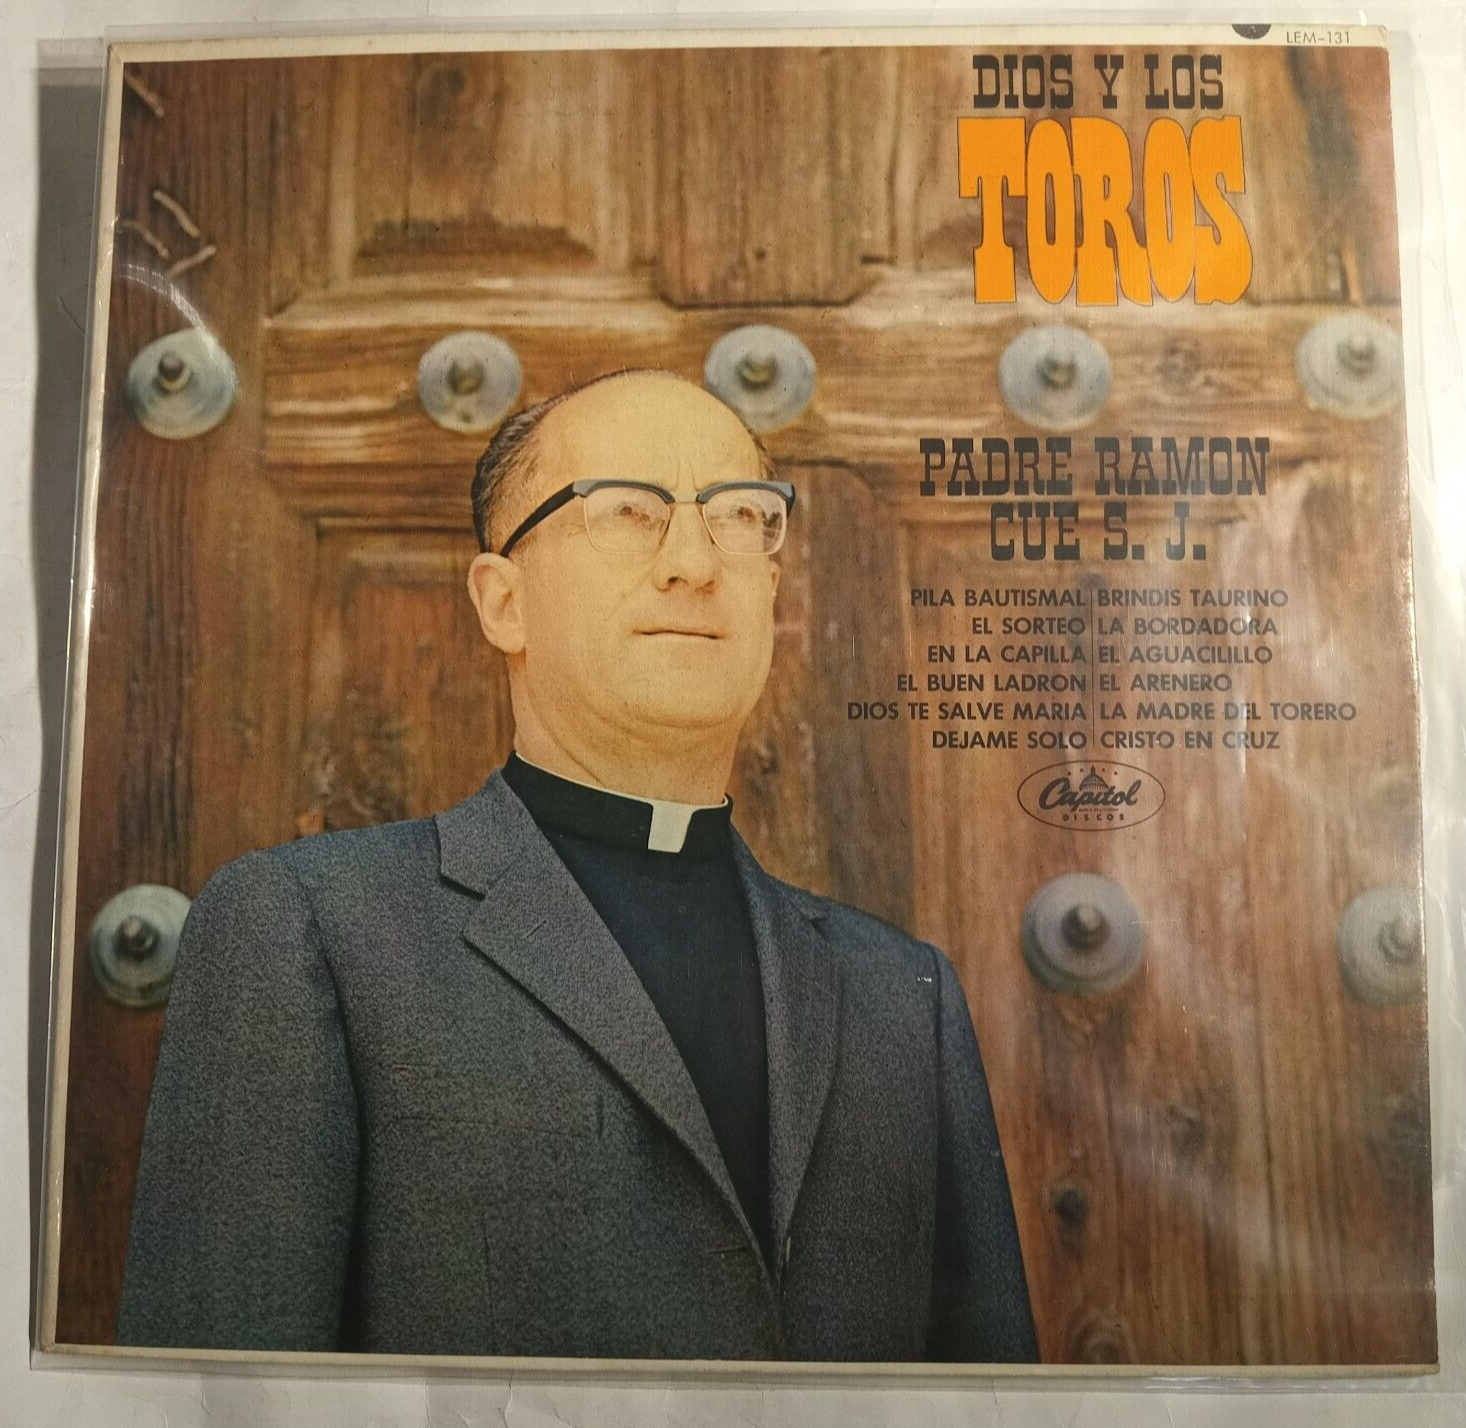 LEM-131
DIOS Y LOS
TOROS
PADRE RAMON
CUE S. J.
PILA BAUTISMAL
EL SORTEO
EN LA CAPILLA
EL BUEN LADRON
DIOS TE SALVE MARIA
DEJAME SOLO
BRINDIS TAURINO
LA BORDADORA
EL AGUACILILLO
EL ARENERO
LA MADRE DEL TORERO
CRISTO EN CRUZ
Capitol
DISCOS